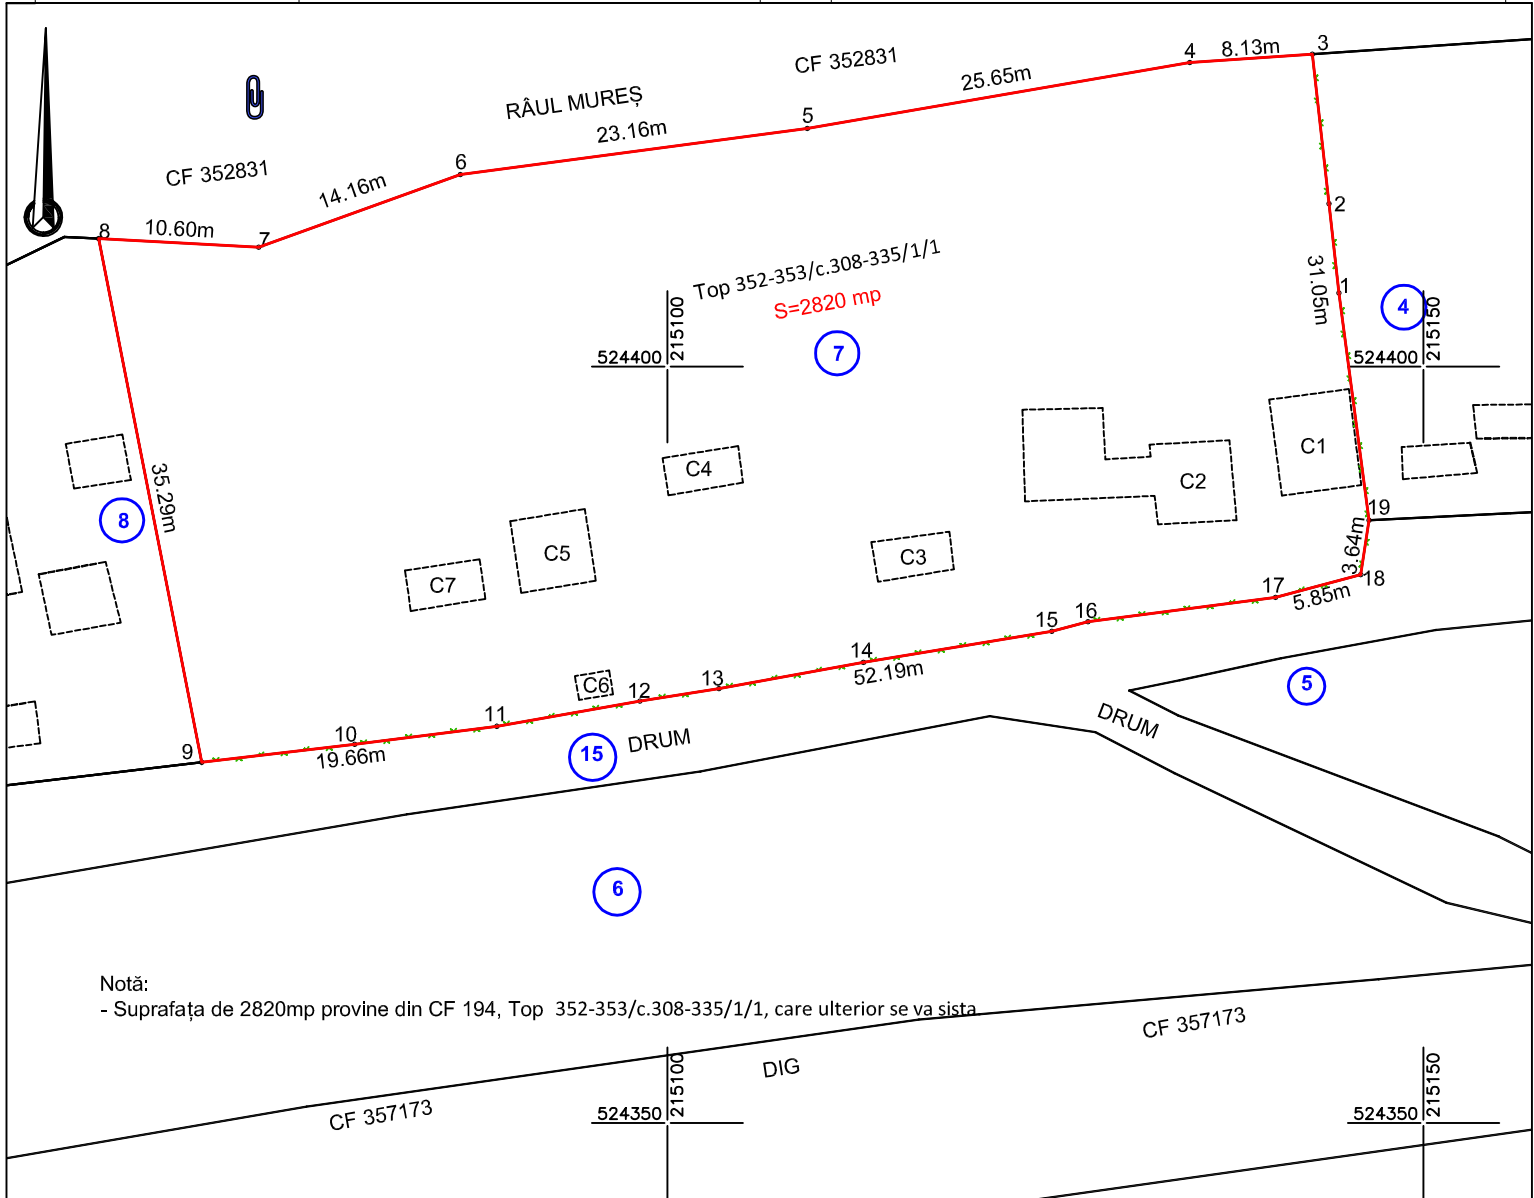 3
4
8.13m
CF 352831
25.65m
RÂUL MUREȘ
5
23.16m
6
CF 352831
14.16m
2
8
10.60m
7
Top 352-353/c.308-335/1/1
31.05m
1
S=2820 mp
4
7
524400
215100
524400
215150
C1
C4
C2
35.29m
19
8
C5
C3
3.64m
C7
18
17
5.85m
16
15
14
52.19m
C6
13
12
11
10
9
19.66m
15
DRUM
5
DRUM
6
Notă:
- Suprafața de 2820mp provine din CF 194, Top 352-353/c.308-335/1/1, care ulterior se va sista.
CF 357173
DIG
CF 357173
524350
215100
524350
215150